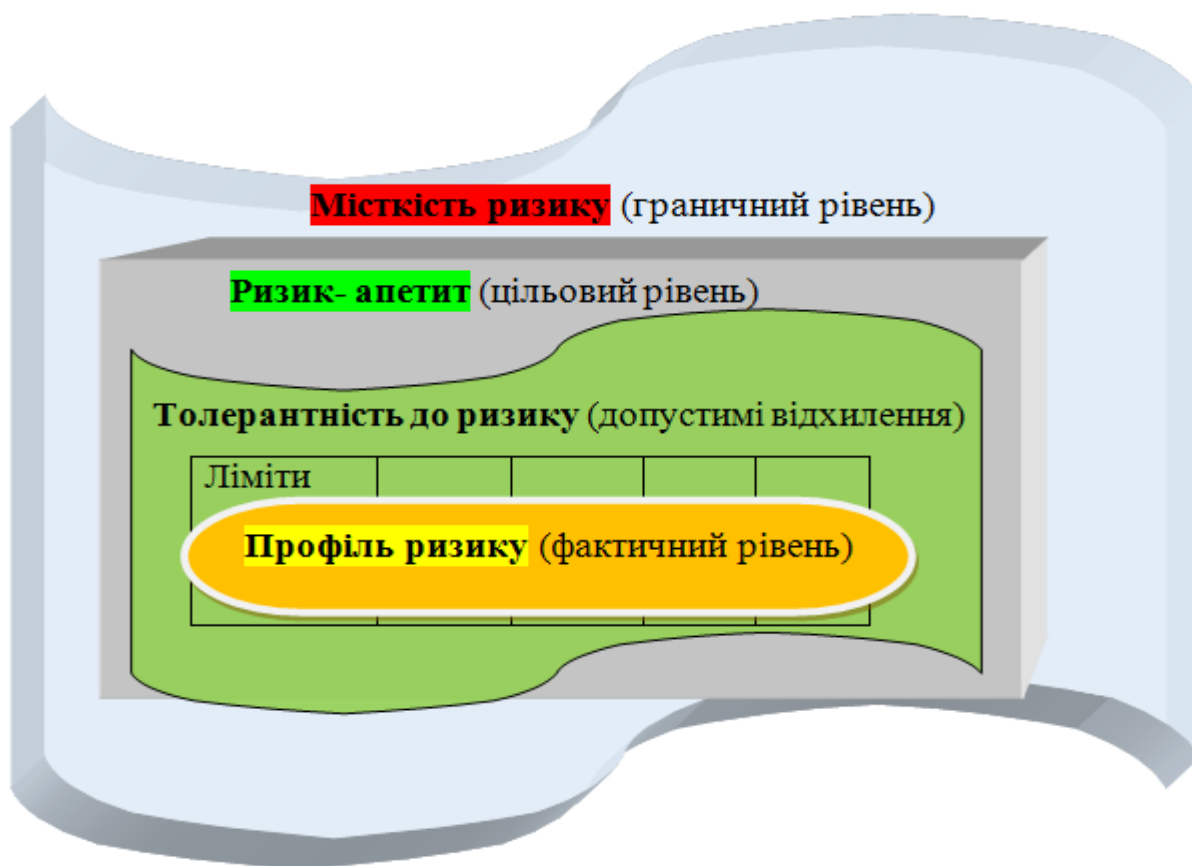 Місткість ризику (граничний рівень)
Ризик- апетит (цільовий рівень)
Толерантність до ризику (допустимі відхилення)
Ліміти
Профіль ризику (фактичний рівень)